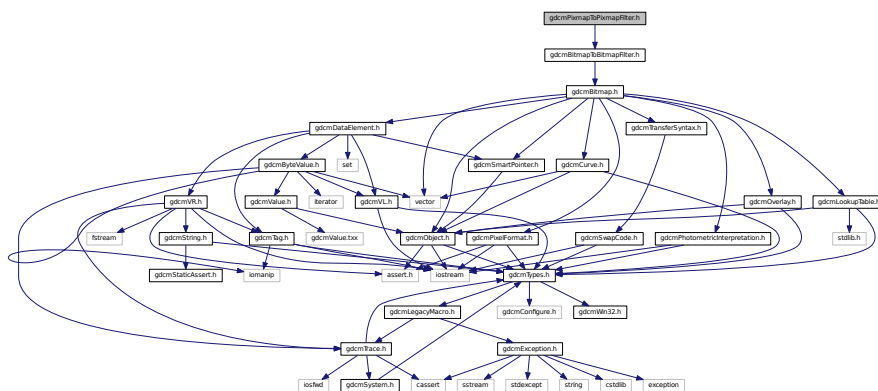 gdcmPixmapToPixmapFilter.h
gdcmBitmapToBitmapFilter.h
gdcmBitmap.h
gdcmDataElement.h
gdcmTransferSyntax.h
gdcmByteValue.h
set
gdcmSmartPointer.h
gdcmCurve.h
gdcmVR.h
gdcmValue.h
iterator
gdcmVL.h
vector
gdcmOverlay.h
gdcmLookupTable.h
fstream
gdcmString.h
gdcmTag.h
gdcmValue.txx
gdcmObject.h
gdcmPixelFormat.h
gdcmSwapCode.h
gdcmPhotometricInterpretation.h
stdlib.h
gdcmStaticAssert.h
iomanip
assert.h
iostream
gdcmTypes.h
gdcmLegacyMacro.h
gdcmConfigure.h
gdcmWin32.h
gdcmTrace.h
gdcmException.h
iosfwd
gdcmSystem.h
cassert
sstream
stdexcept
string
cstdlib
exception